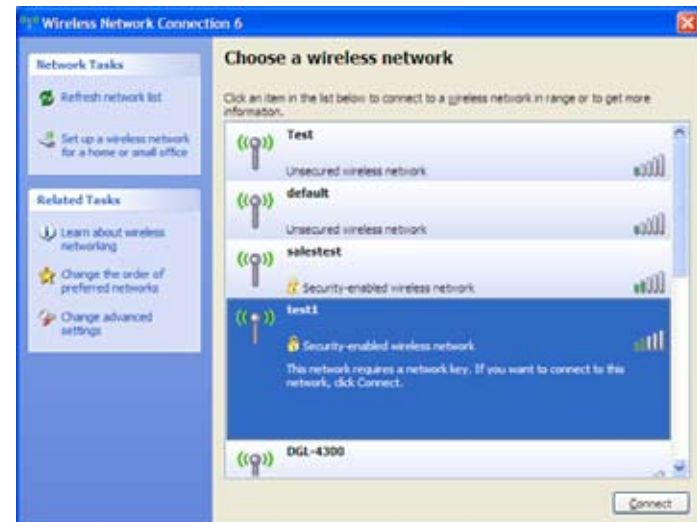 Wireless Network Connection 6
Network Tasks
Refresh network list
Set up a wireless network
for a home or small office
Related Tasks
Learn about wireless
networking
Change the order of
preferred networks
Change advanced
settings
Choose a wireless network
Click an item in the list below to connect to a wireless network in range or to get more
information.
Test
Unsecured wireless network
default
Unsecured wireless network
salestest
Security-enabled wireless network
test1
Security-enabled wireless network
This network requires a network key. If you want to connect to this
network, click Connect.
DGL-4300
Connect